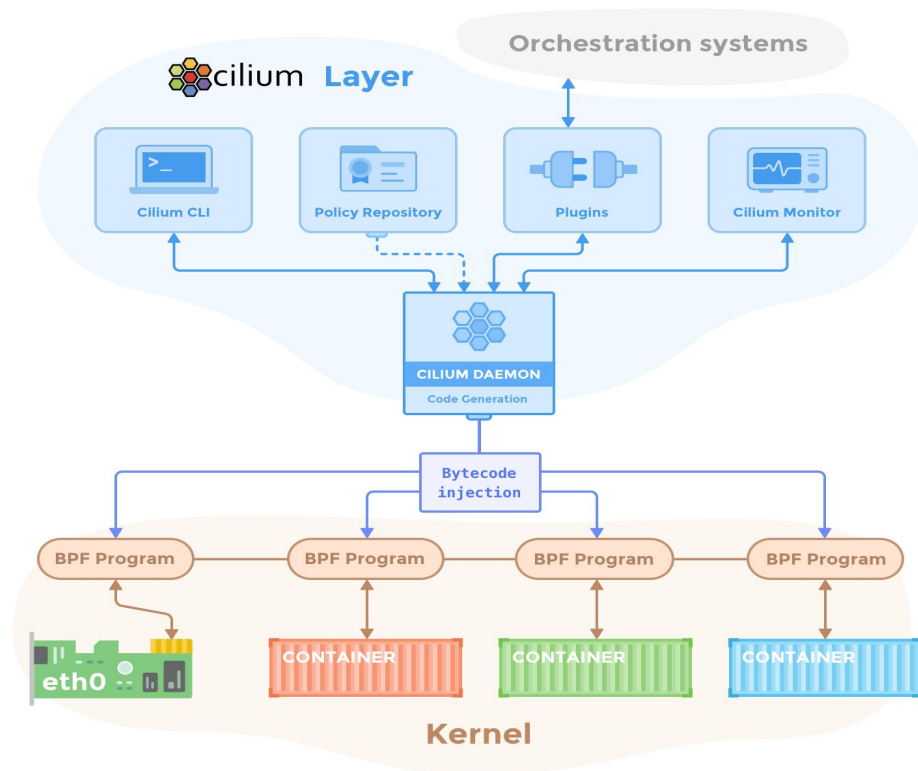 Orchestration systems
cilium Layer
>_
Cilium CLI
Policy Repository
Plugins
Cilium Monitor
CILIUM DAEMON
Code Generation
Bytecode
injection
BPF Program
BPF Program
BPF Program
BPF Program
eth0
CONTAINER
CONTAINER
CONTAINER
Kernel